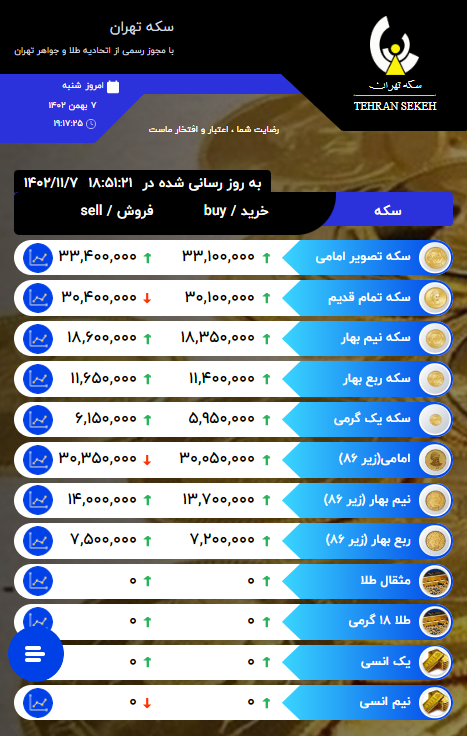 سکه تهران
با مجوز رسمی از اتحادیه طلا و جواهر تهران
سکه تهران
TEHRAN SEKEH
امروز شنبه
۷ بهمن ۱۴۰۲
۱۹:۱۷:۲۵
رضایت شما ، اعتبار و افتخار ماست
به روز رسانی شده در ۱۸:۵۱:۲۱ ۱۴۰۲/۱۱/۷
سکه خرید / buy فروش / sell
سکه تصویر امامی ۳۳,۱۰۰,۰۰۰ ۳۳,۴۰۰,۰۰۰
سکه تمام قدیم ۳۰,۱۰۰,۰۰۰ ۳۰,۴۰۰,۰۰۰
سکه نیم بهار ۱۸,۳۵۰,۰۰۰ ۱۸,۶۰۰,۰۰۰
سکه ربع بهار ۱۱,۴۰۰,۰۰۰ ۱۱,۶۵۰,۰۰۰
سکه یک گرمی ۵,۹۵۰,۰۰۰ ۶,۱۵۰,۰۰۰
امامی(زیر ۸۶) ۳۰,۰۵۰,۰۰۰ ۳۰,۳۵۰,۰۰۰
نیم بهار (زیر ۸۶) ۱۳,۷۰۰,۰۰۰ ۱۴,۰۰۰,۰۰۰
ربع بهار (زیر ۸۶) ۷,۲۰۰,۰۰۰ ۷,۵۰۰,۰۰۰
مثقال طلا ۰ ۰
طلا ۱۸ گرمی ۰ ۰
یک انسی ۰ ۰
نیم انسی ۰ ۰